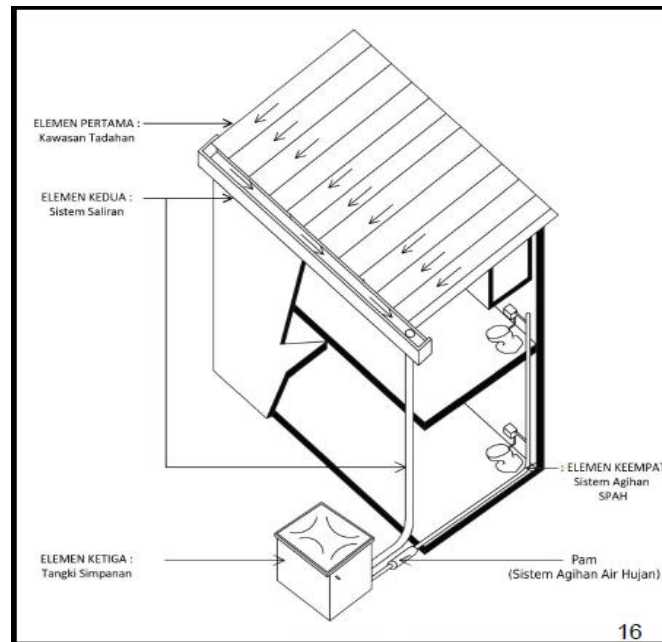 ELEMEN PERTAMA :
Kawasan Tadahan
ELEMEN KEDUA :
Sistem Saliran
: ELEMEN KEEMPAT
Sistem Agihan
SPAH
ELEMEN KETIGA :
Tangki Simpanan
Pam
(Sistem Agihan Air Hujan)
16